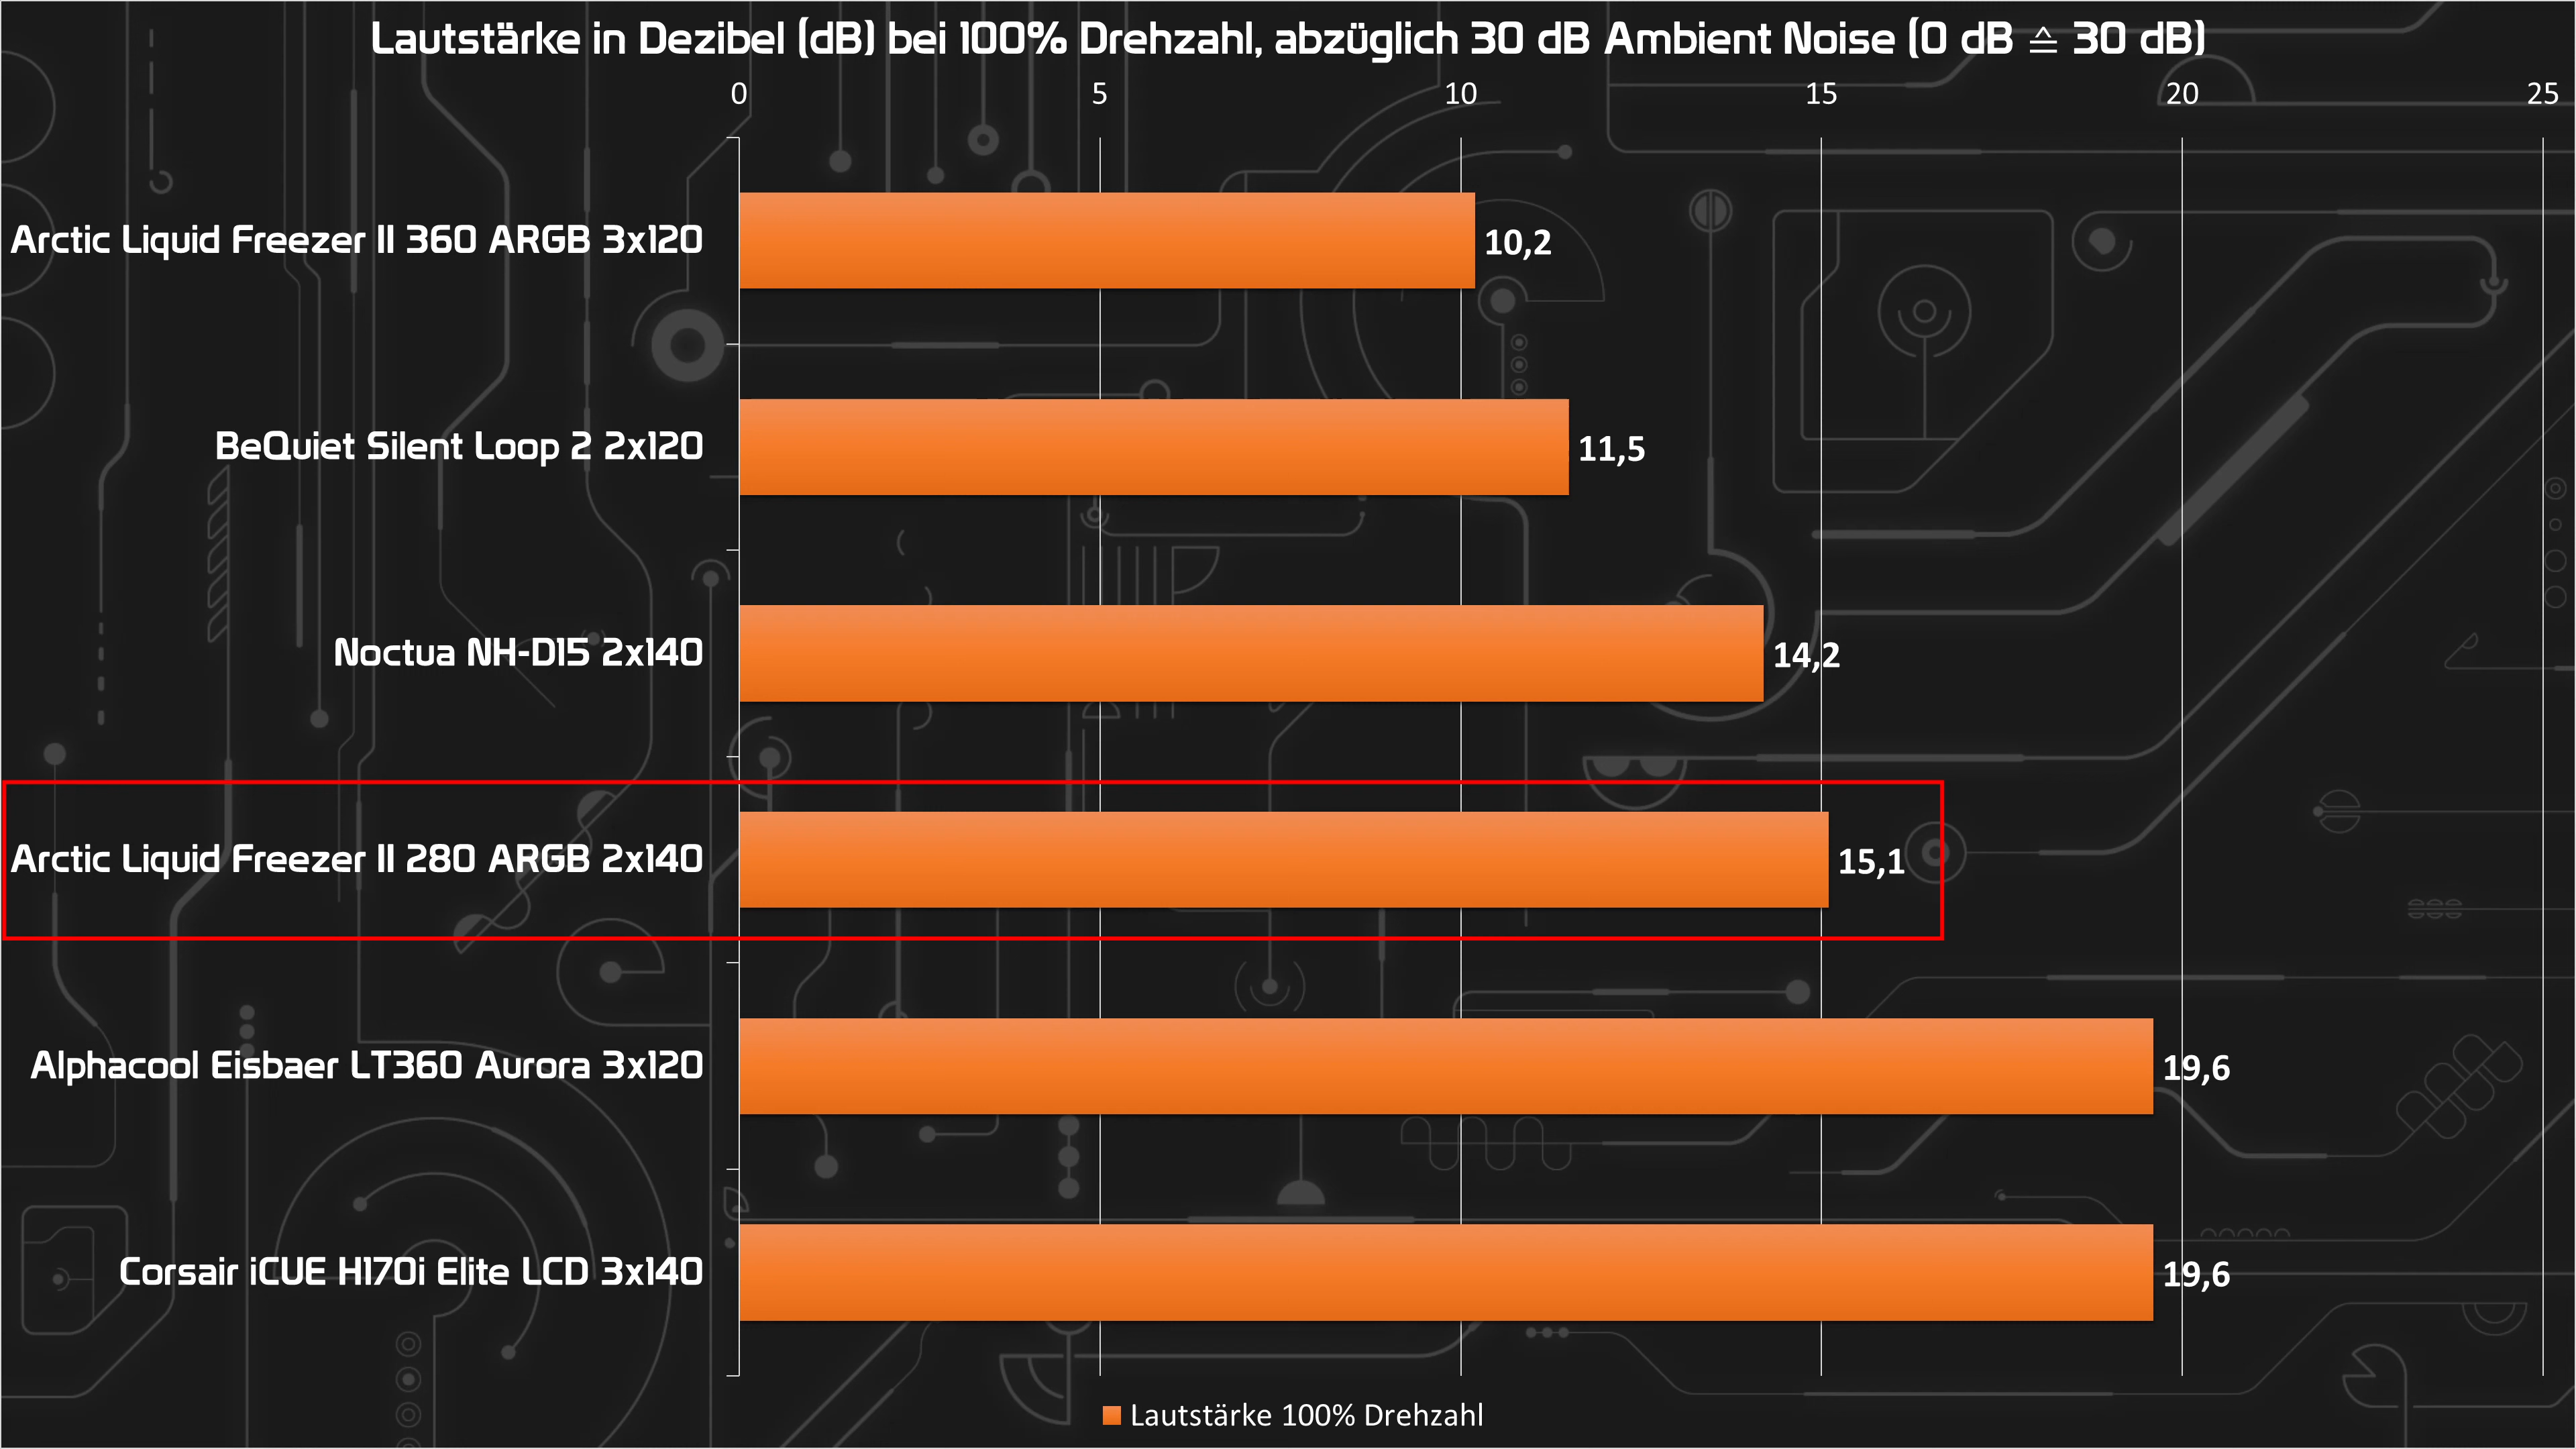 Lautstärke in Dezibel (dB) bei 100% Drehzahl, abzüglich 30 dB Ambient Noise (0 dB ≙ 30 dB)
0 5 10 15 20 25
Arctic Liquid Freezer II 360 ARGB 3x120 10,2
BeQuiet Silent Loop 2 2x120 11,5
Noctua NH-D15 2x140 14,2
Arctic Liquid Freezer II 280 ARGB 2x140 15,1
Alphacool Eisbaer LT360 Aurora 3x120 19,6
Corsair iCUE H170i Elite LCD 3x140 19,6
Lautstärke 100% Drehzahl